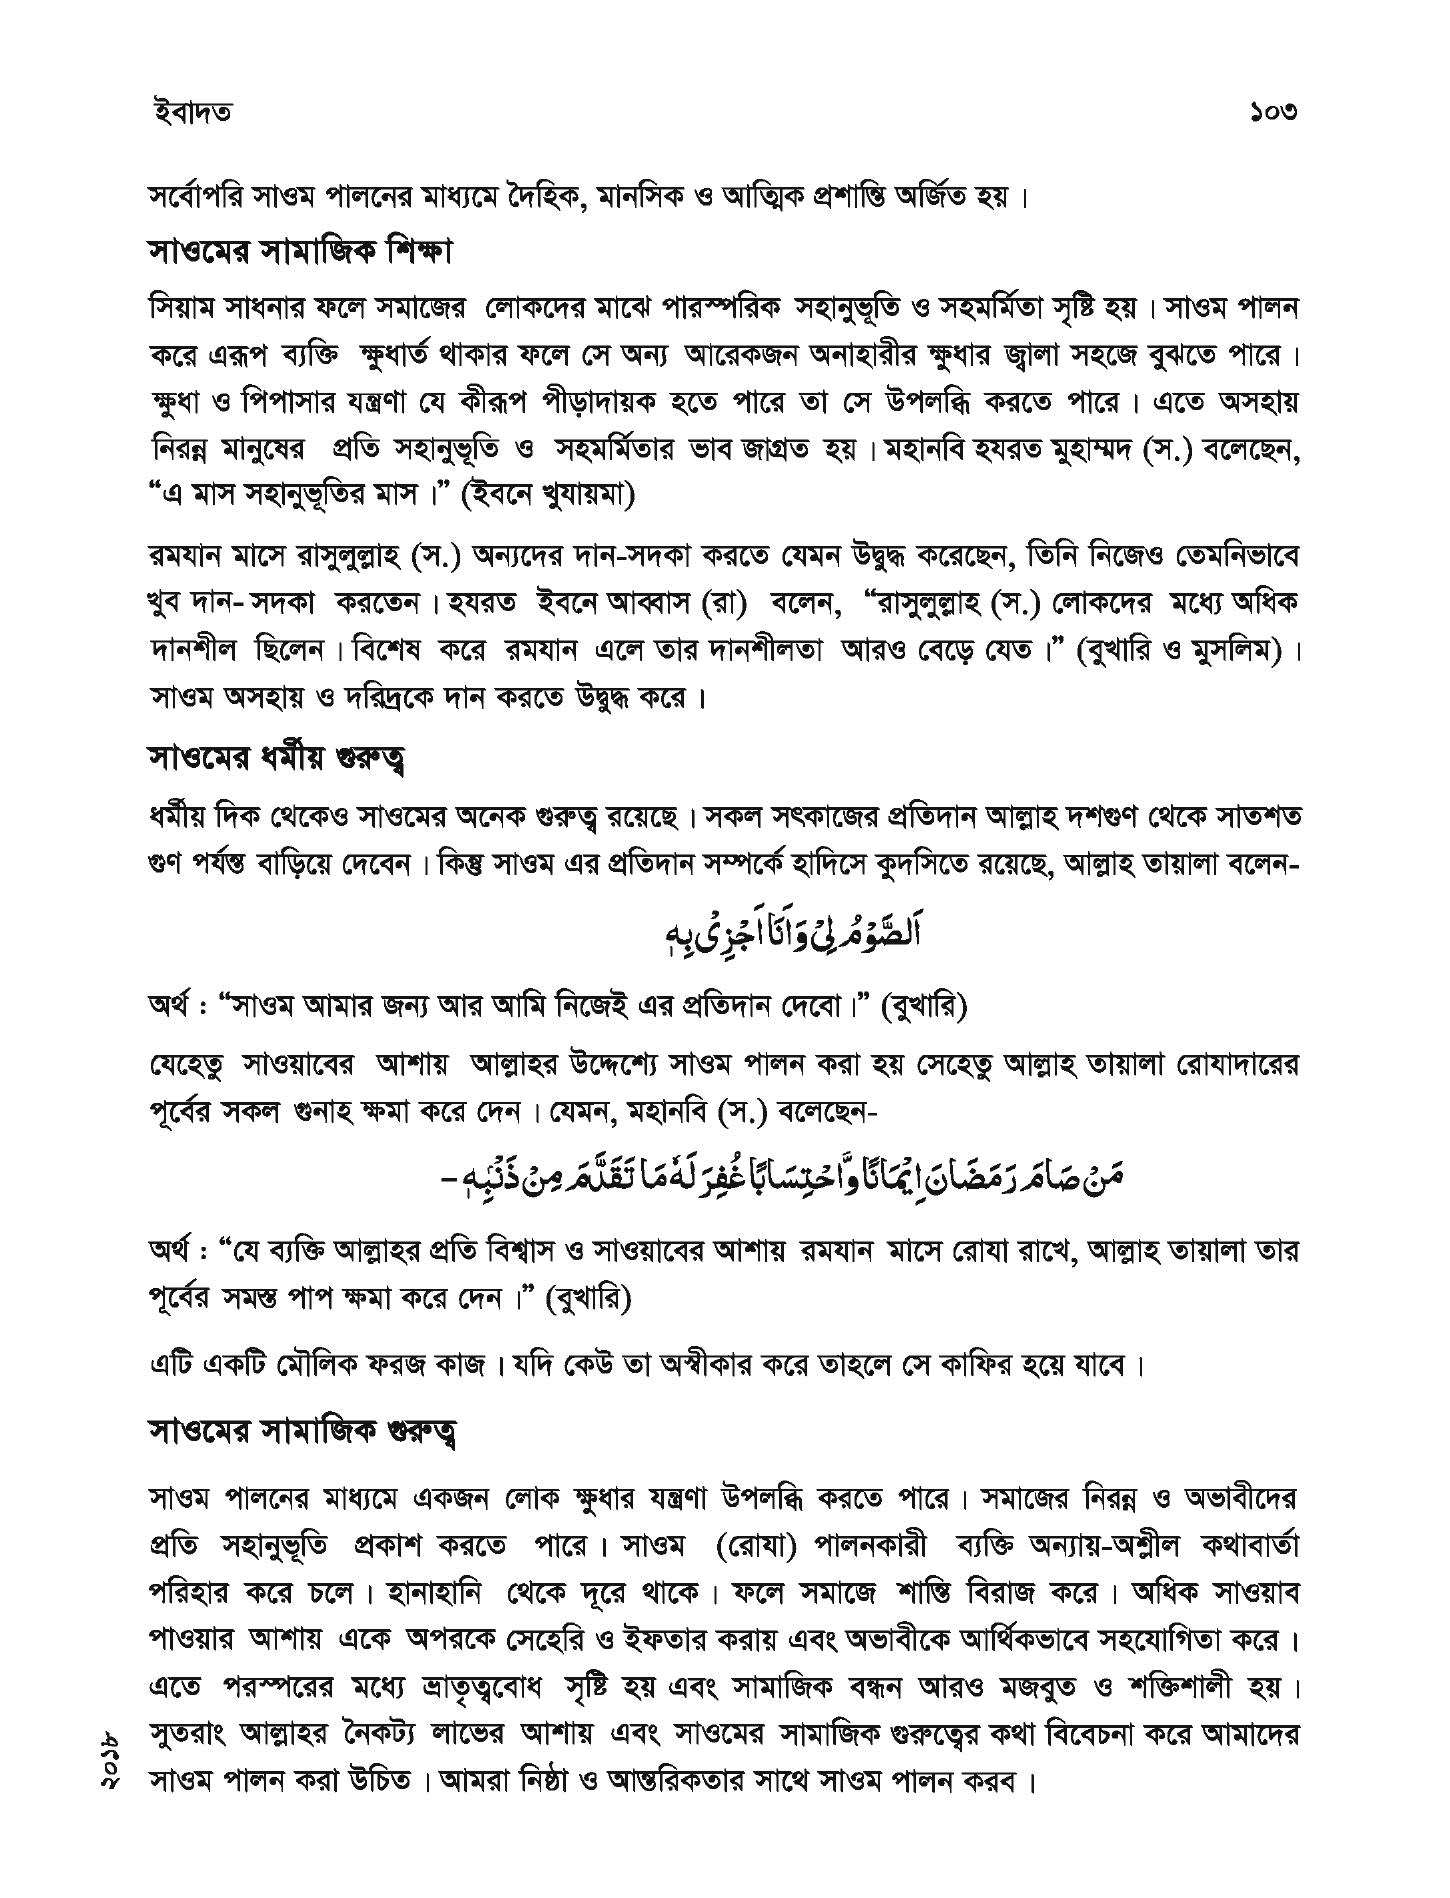 ইবাদত ১০৩
সর্বোপরি সাওম পালনের মাধ্যমে দৈহিক, মানসিক ও আত্মিক প্রশান্তি অর্জিত হয়।
সাওমের সামাজিক শিক্ষা
সিয়াম সাধনার ফলে সমাজের লোকদের মাঝে পারস্পরিক সহানুভূতি ও সহমর্মিতা সৃষ্টি হয়। সাওম পালন
করে এরূপ ব্যক্তি ক্ষুধার্ত থাকার ফলে সে অন্য আরেকজন অনাহারীর ক্ষুধার জ্বালা সহজে বুঝতে পারে।
ক্ষুধা ও পিপাসার যন্ত্রণা যে কীরূপ পীড়াদায়ক হতে পারে তা সে উপলব্ধি করতে পারে। এতে অসহায়
নিরন্ন মানুষের প্রতি সহানুভূতি ও সহমর্মিতার ভাব জাগ্রত হয়। মহানবি হযরত মুহাম্মদ (স.) বলেছেন,
“এ মাস সহানুভূতির মাস।” (ইবনে খুযায়মা)
রমযান মাসে রাসুলুল্লাহ (স.) অন্যদের দান-সদকা করতে যেমন উদ্বুদ্ধ করেছেন, তিনি নিজেও তেমনিভাবে
খুব দান- সদকা করতেন। হযরত ইবনে আব্বাস (রা) বলেন, “রাসুলুল্লাহ (স.) লোকদের মধ্যে অধিক
দানশীল ছিলেন। বিশেষ করে রমযান এলে তার দানশীলতা আরও বেড়ে যেত।” (বুখারি ও মুসলিম)।
সাওম অসহায় ও দরিদ্রকে দান করতে উদ্বুদ্ধ করে।
সাওমের ধর্মীয় গুরুত্ব
ধর্মীয় দিক থেকেও সাওমের অনেক গুরুত্ব রয়েছে। সকল সৎকাজের প্রতিদান আল্লাহ দশগুণ থেকে সাতশত
গুণ পর্যন্ত বাড়িয়ে দেবেন। কিন্তু সাওম এর প্রতিদান সম্পর্কে হাদিসে কুদসিতে রয়েছে, আল্লাহ তায়ালা বলেন-
اَلصَّوْمُ لِىْ وَاَنَا اَجْزِىْ بِهٖ
অর্থ : “সাওম আমার জন্য আর আমি নিজেই এর প্রতিদান দেবো।” (বুখারি)
যেহেতু সাওয়াবের আশায় আল্লাহর উদ্দেশ্যে সাওম পালন করা হয় সেহেতু আল্লাহ তায়ালা রোযাদারের
পূর্বের সকল গুনাহ ক্ষমা করে দেন। যেমন, মহানবি (স.) বলেছেন-
مَنْ صَامَ رَمَضَانَ اِيْمَانًا وَّاحْتِسَابًا غُفِرَ لَهٗ مَا تَقَدَّمَ مِنْ ذَنْبِهٖ -
অর্থ : “যে ব্যক্তি আল্লাহর প্রতি বিশ্বাস ও সাওয়াবের আশায় রমযান মাসে রোযা রাখে, আল্লাহ তায়ালা তার
পূর্বের সমস্ত পাপ ক্ষমা করে দেন।” (বুখারি)
এটি একটি মৌলিক ফরজ কাজ। যদি কেউ তা অস্বীকার করে তাহলে সে কাফির হয়ে যাবে।
সাওমের সামাজিক গুরুত্ব
সাওম পালনের মাধ্যমে একজন লোক ক্ষুধার যন্ত্রণা উপলব্ধি করতে পারে। সমাজের নিরন্ন ও অভাবীদের
প্রতি সহানুভূতি প্রকাশ করতে পারে। সাওম (রোযা) পালনকারী ব্যক্তি অন্যায়-অশ্লীল কথাবার্তা
পরিহার করে চলে। হানাহানি থেকে দূরে থাকে। ফলে সমাজে শান্তি বিরাজ করে। অধিক সাওয়াব
পাওয়ার আশায় একে অপরকে সেহেরি ও ইফতার করায় এবং অভাবীকে আর্থিকভাবে সহযোগিতা করে।
এতে পরস্পরের মধ্যে ভ্রাতৃত্ববোধ সৃষ্টি হয় এবং সামাজিক বন্ধন আরও মজবুত ও শক্তিশালী হয়।
সুতরাং আল্লাহর নৈকট্য লাভের আশায় এবং সাওমের সামাজিক গুরুত্বের কথা বিবেচনা করে আমাদের
সাওম পালন করা উচিত। আমরা নিষ্ঠা ও আন্তরিকতার সাথে সাওম পালন করব।
২০১৮